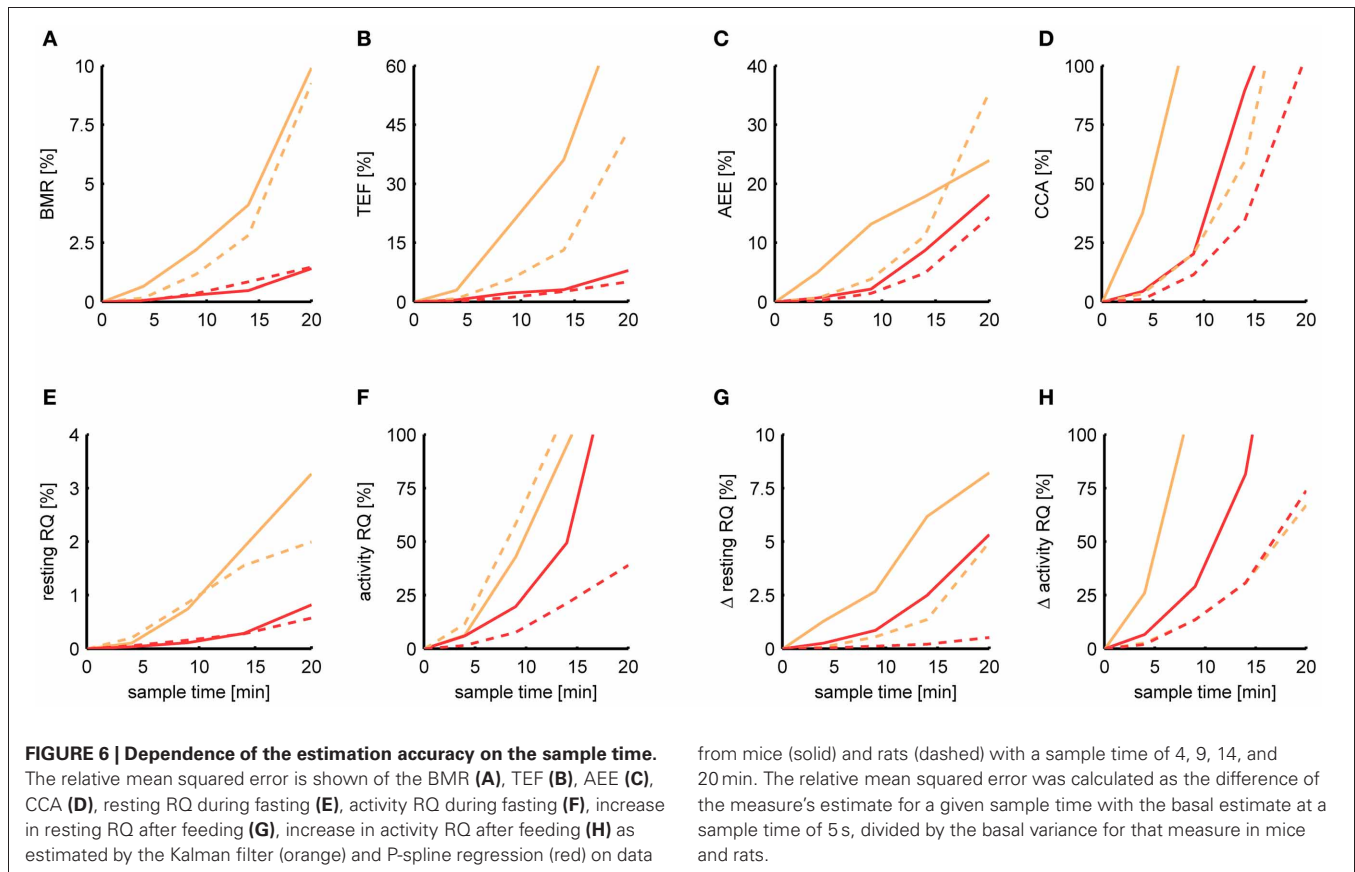 A
B
C
D
10
7.5
5
2.5
0
BMR [%]
0 5 10 15 20
60
45
30
15
0
TEF [%]
0 5 10 15 20
40
30
20
10
0
AEE [%]
0 5 10 15 20
100
75
50
25
0
CCA [%]
0 5 10 15 20
E
F
G
H
4
3
2
1
0
resting RQ [%]
0 5 10 15 20
sample time [min]
100
75
50
25
0
activity RQ [%]
0 5 10 15 20
sample time [min]
10
7.5
5
2.5
0
Δ resting RQ [%]
0 5 10 15 20
sample time [min]
100
75
50
25
0
Δ activity RQ [%]
0 5 10 15 20
sample time [min]
FIGURE 6 | Dependence of the estimation accuracy on the sample time.
The relative mean squared error is shown of the BMR (A), TEF (B), AEE (C),
CCA (D), resting RQ during fasting (E), activity RQ during fasting (F), increase
in resting RQ after feeding (G), increase in activity RQ after feeding (H) as
estimated by the Kalman filter (orange) and P-spline regression (red) on data
from mice (solid) and rats (dashed) with a sample time of 4, 9, 14, and
20 min. The relative mean squared error was calculated as the difference of
the measure's estimate for a given sample time with the basal estimate at a
sample time of 5 s, divided by the basal variance for that measure in mice
and rats.